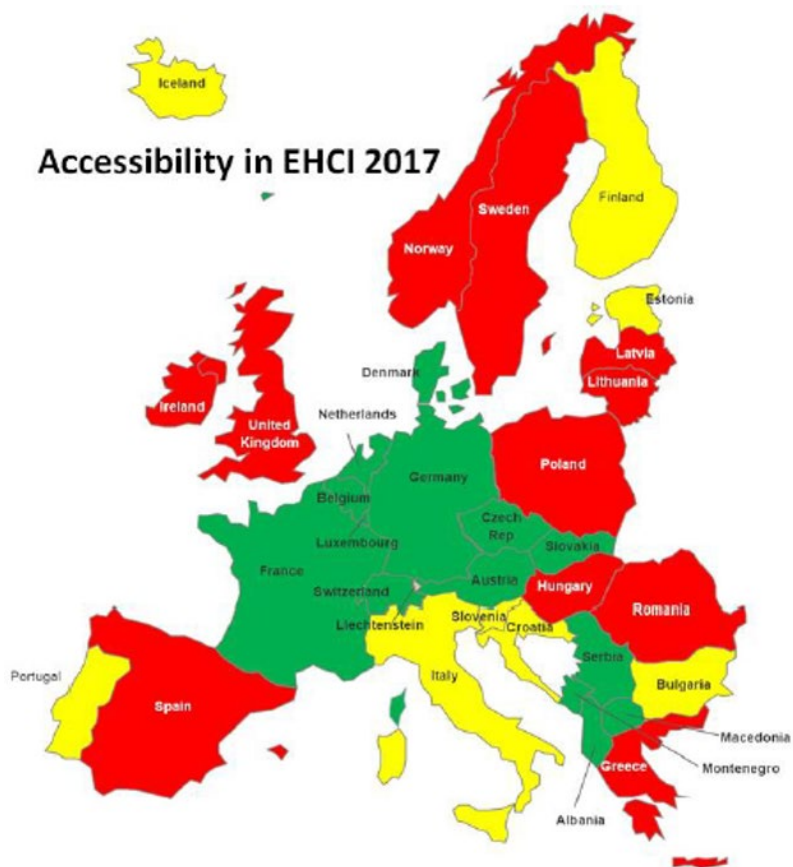 Iceland
Accessibility in EHCI 2017
Finland
Sweden
Norway
Estonia
Latvia
Lithuania
Denmark
Netherlands
Ireland
United
Kingdom
Poland
Germany
Belgium
Czech
Rep
Luxembourg
Slovakia
France
Austria
Switzerland
Hungary
Romania
Liechtenstein
Slovenia
Croatia
Serbia
Portugal
Italy
Bulgaria
Spain
Macedonia
Montenegro
Greece
Albania